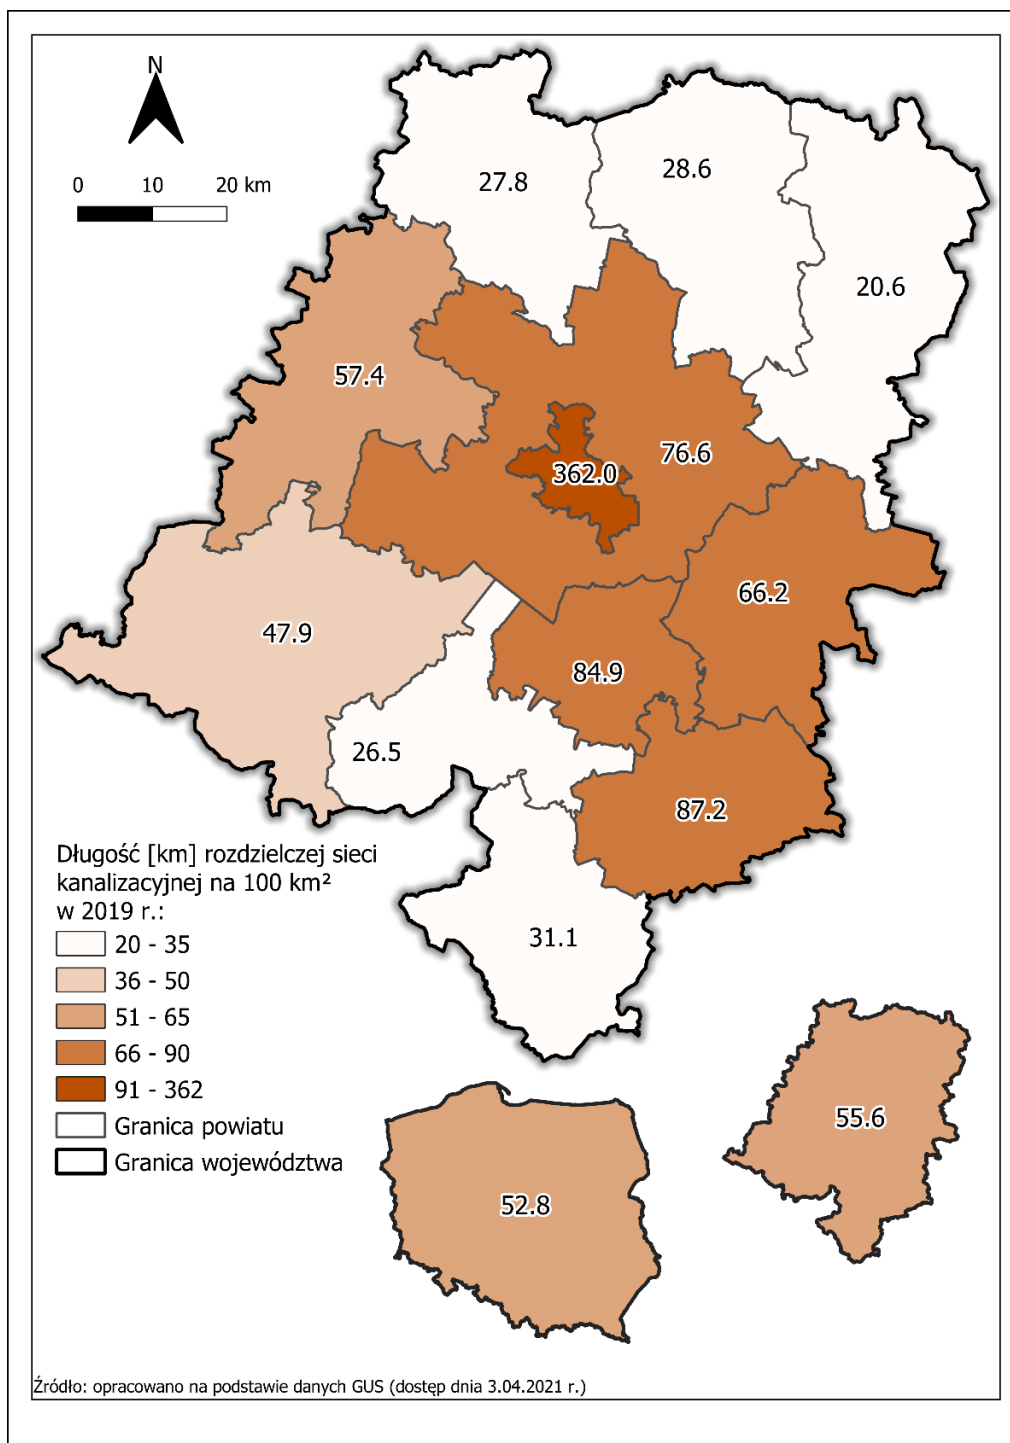 N
0 10 20 km
27.8
28.6
20.6
57.4
76.6
362.0
66.2
47.9
84.9
26.5
87.2
31.1
Długość [km] rozdzielczej sieci
kanalizacyjnej na 100 km²
w 2019 r.:
20 - 35
36 - 50
51 - 65
66 - 90
91 - 362
Granica powiatu
Granica województwa
55.6
52.8
Źródło: opracowano na podstawie danych GUS (dostęp dnia 3.04.2021 r.)